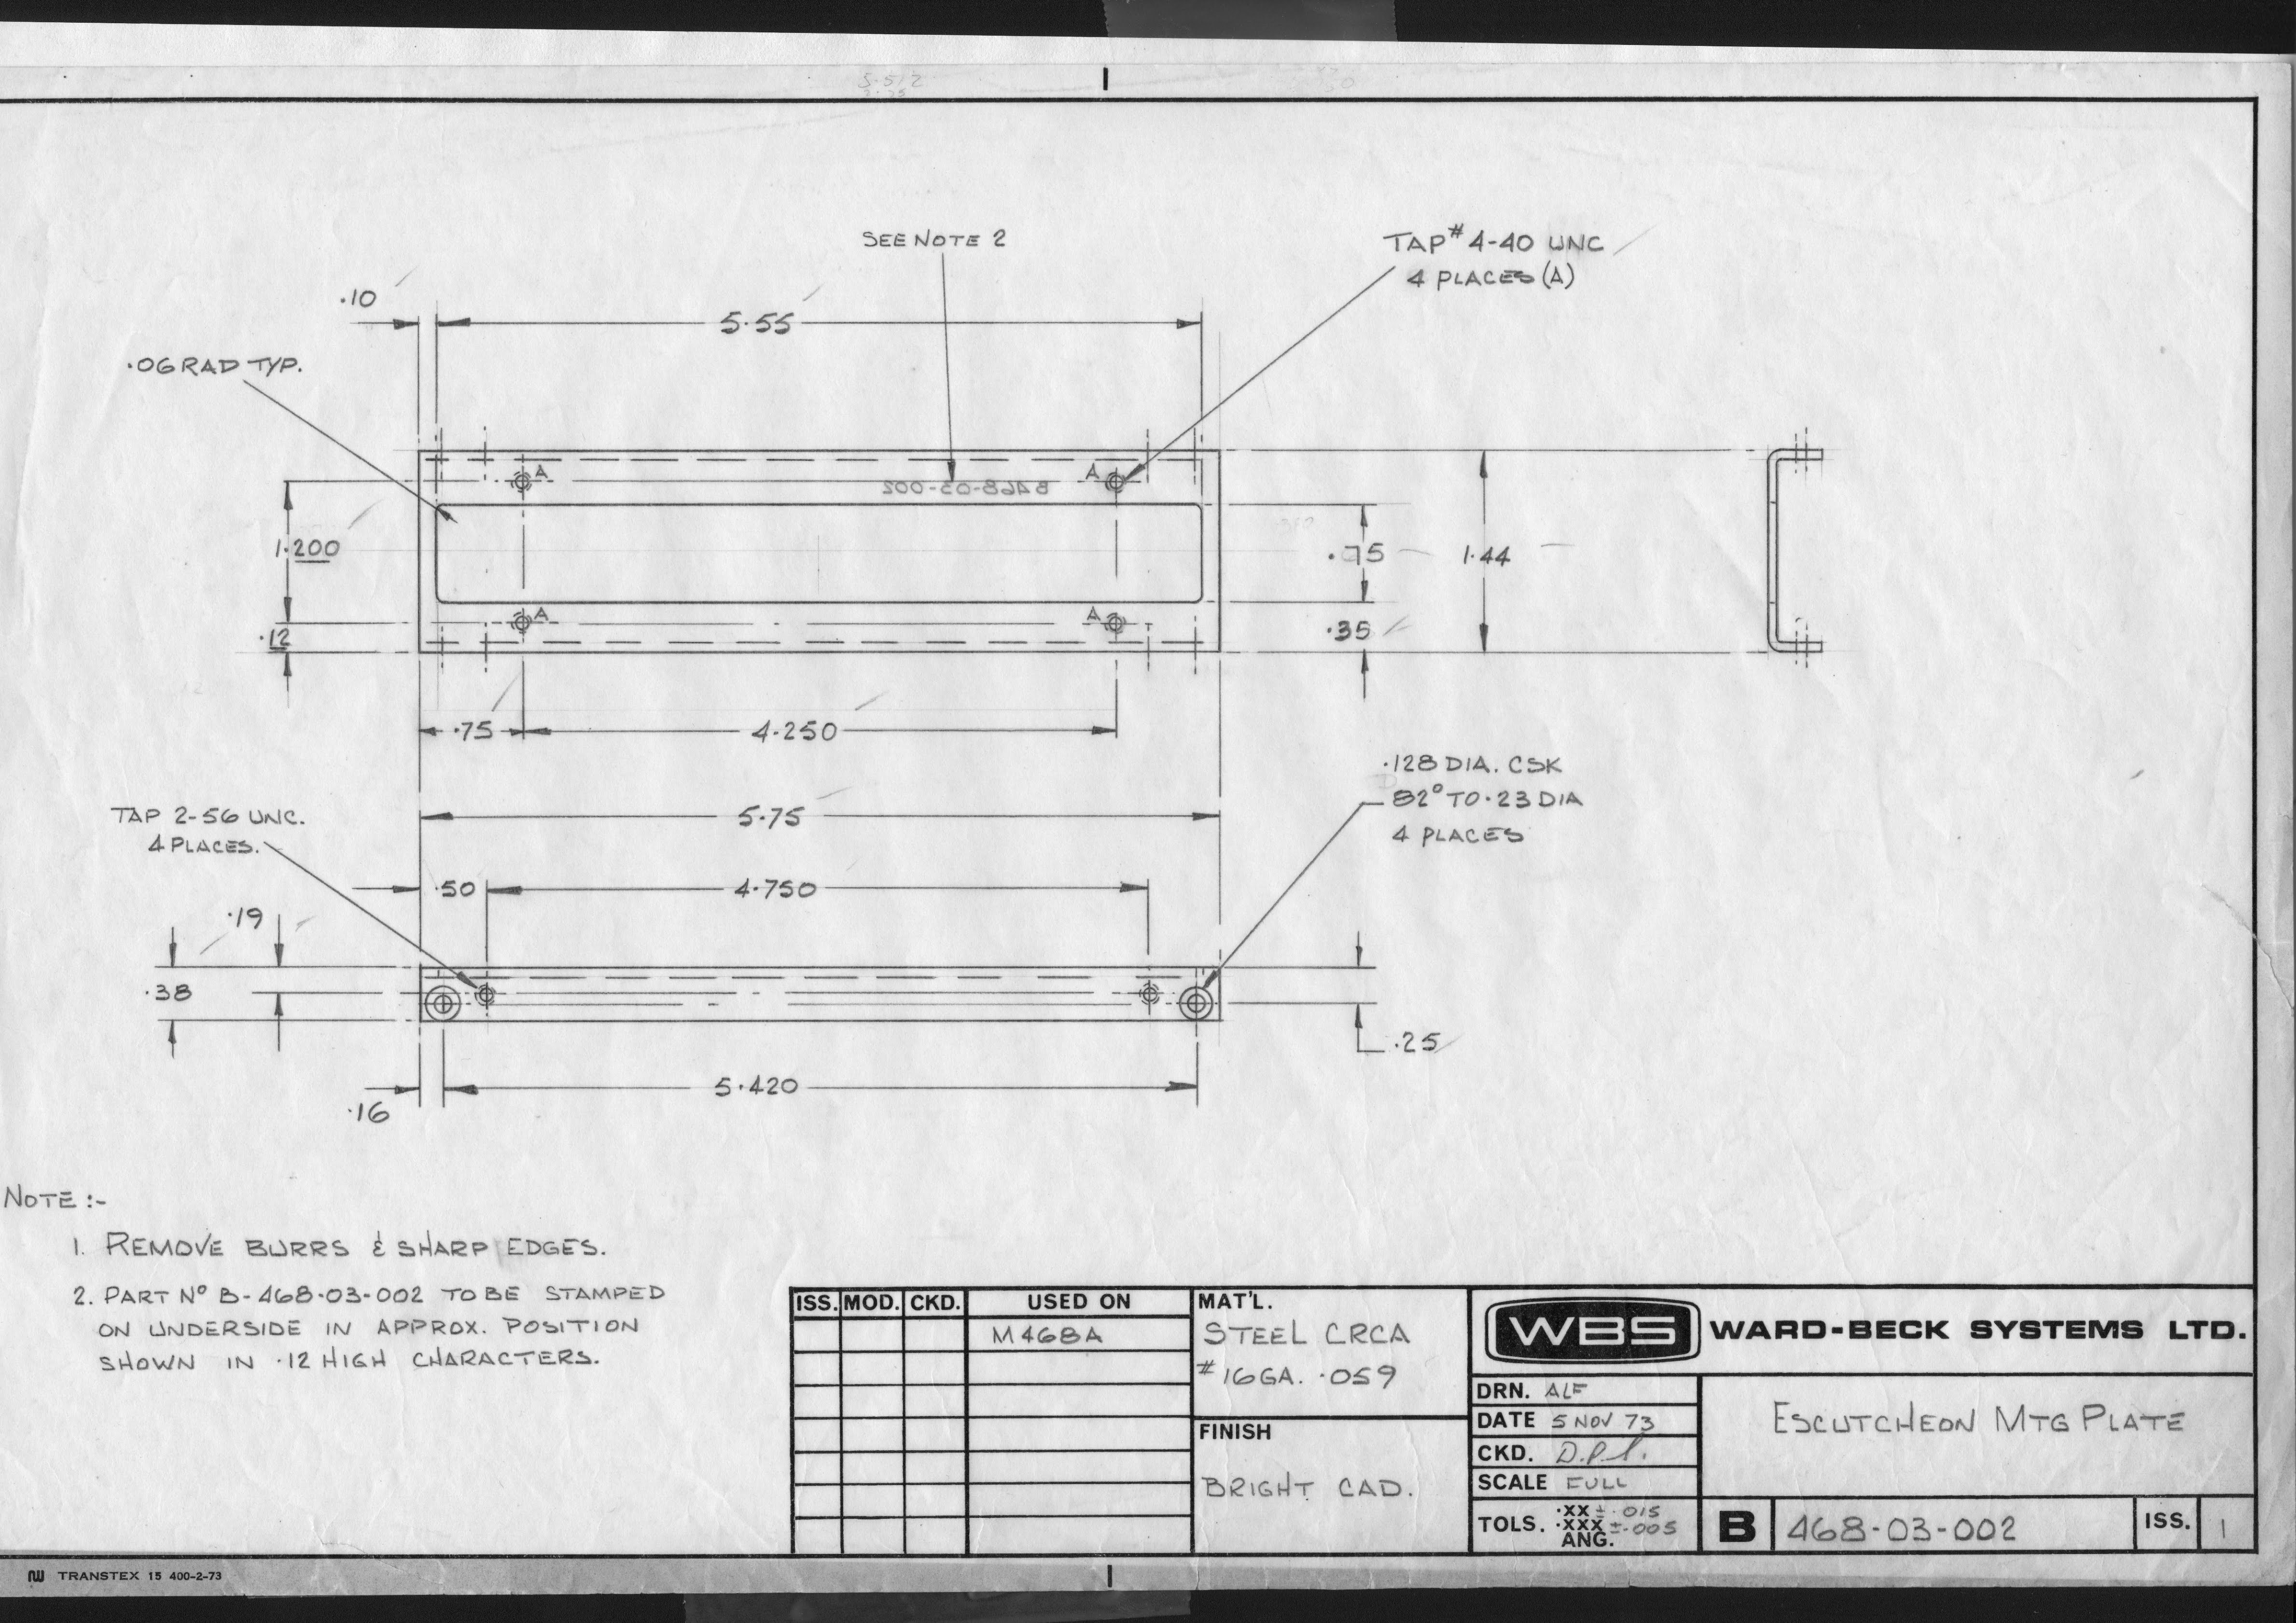 5.512
SEE NOTE 2
TAP #4-40 UNC
4 PLACES (A)
.10
5.55
.06 RAD TYP.
A
A
B468-03-002
1.200
.75
1.44
A
A
.12
.35
.75
4.250
.128 DIA. CSK
82° TO .23 DIA
4 PLACES
TAP 2-56 UNC.
4 PLACES.
5.75
.50
4.750
.19
.38
.25
5.420
.16
NOTE :-
1. REMOVE BURRS & SHARP EDGES.
2. PART Nº B-468-03-002 TO BE STAMPED
ON UNDERSIDE IN APPROX. POSITION
SHOWN IN .12 HIGH CHARACTERS.
ISS. MOD. CKD. USED ON
M468A
MAT'L.
STEEL CRCA
#16GA. .059
FINISH
BRIGHT CAD.
WBS WARD-BECK SYSTEMS LTD.
DRN. ALF
DATE 5 NOV 73
CKD. D.P.I.
SCALE FULL
TOLS. .XX ± .015
.XXX ± .005
ANG.
ESCUTCHEON MTG PLATE
B 468-03-002 ISS. 1
TRANSTEX 15 400-2-73